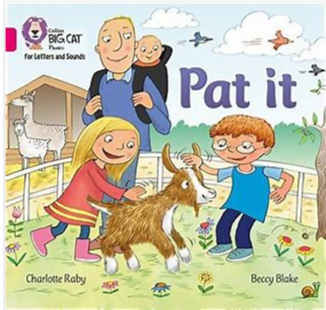 Collins
BIG CAT
Phonics
for Letters and Sounds
Pat it
Charlotte Raby
Beccy Blake